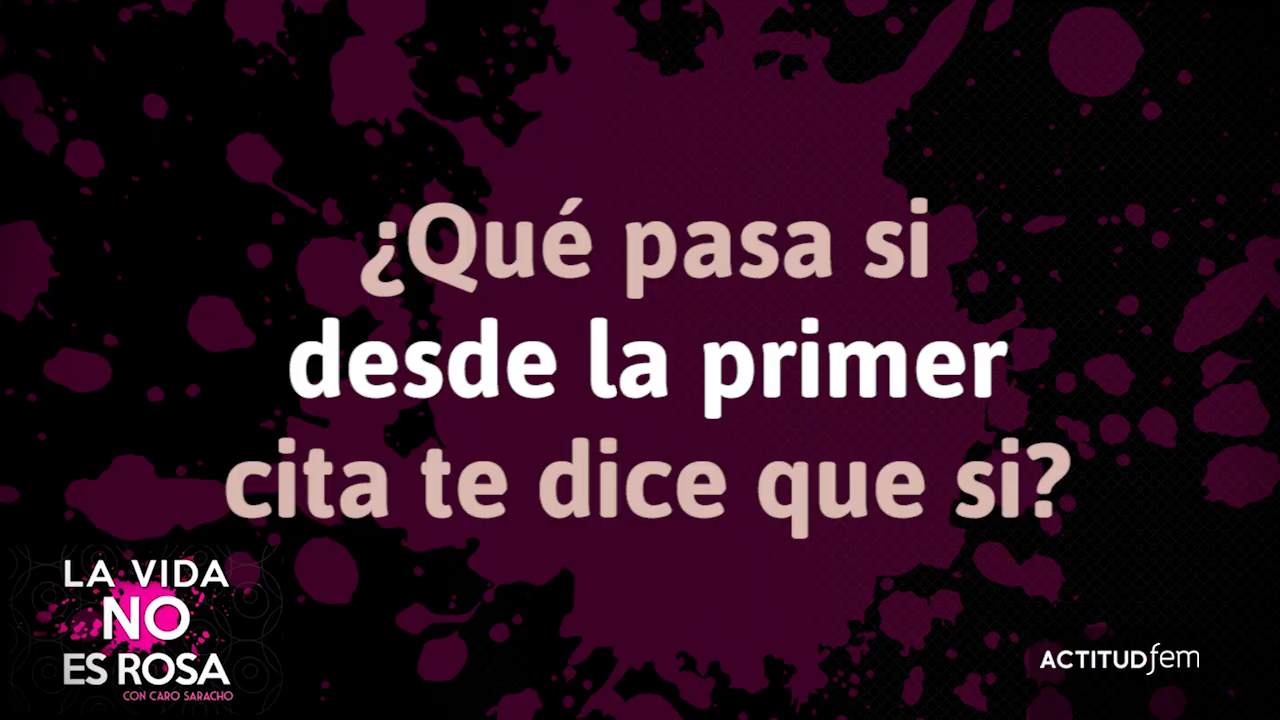 ¿Qué pasa si
desde la primer
cita te dice que si?
LA VIDA
NO
ES ROSA
CON CARO SARACHO
ACTITUDfem